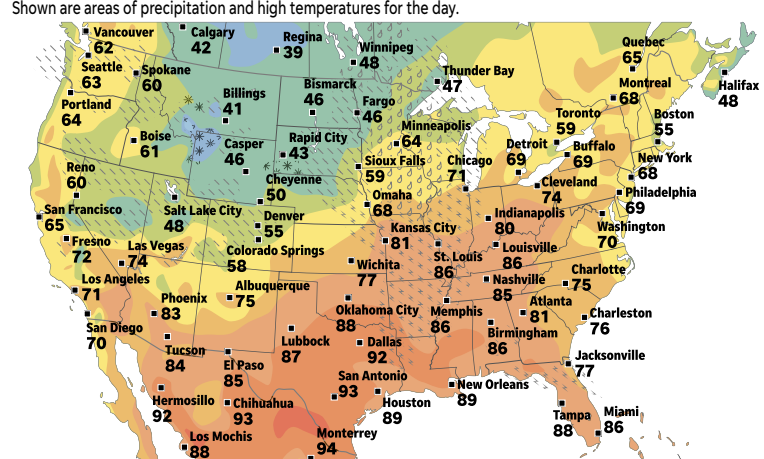 Shown are areas of precipitation and high temperatures for the day.
Vancouver
62
Calgary
42
Regina
39
Winnipeg
48
Quebec
65
Seattle
63
Spokane
60
Thunder Bay
47
Montreal
68
Halifax
48
Portland
64
Billings
41
Bismarck
46
Fargo
46
Minneapolis
64
Toronto
59
Boston
55
Boise
61
Casper
46
Rapid City
43
Sioux Falls
59
Chicago
71
Detroit
69
Buffalo
69
New York
68
Reno
60
Cheyenne
50
Omaha
68
Cleveland
74
Philadelphia
69
San Francisco
65
Salt Lake City
48
Denver
55
Kansas City
81
Indianapolis
80
Washington
70
Fresno
72
Las Vegas
74
Colorado Springs
58
Wichita
77
St. Louis
86
Louisville
86
Los Angeles
71
Phoenix
83
Albuquerque
75
Oklahoma City
88
Memphis
86
Nashville
85
Charlotte
75
Atlanta
81
Charleston
76
San Diego
70
Tucson
84
El Paso
85
Lubbock
87
Dallas
92
Birmingham
86
Jacksonville
77
Hermosillo
92
Chihuahua
93
San Antonio
93
Houston
89
New Orleans
89
Tampa
88
Miami
86
Los Mochis
88
Monterrey
94